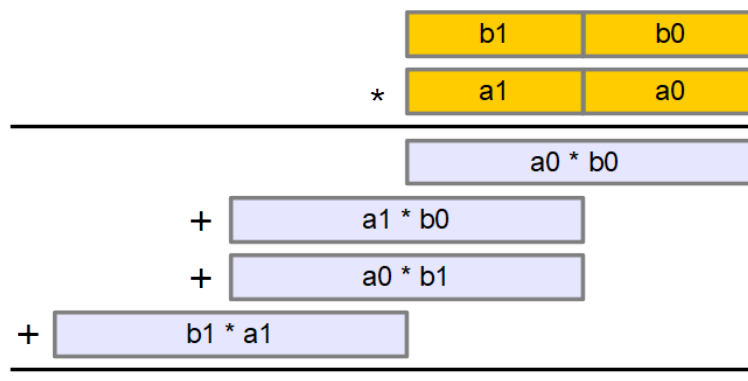 b1 b0
* a1 a0
a0 * b0
+ a1 * b0
+ a0 * b1
+ b1 * a1